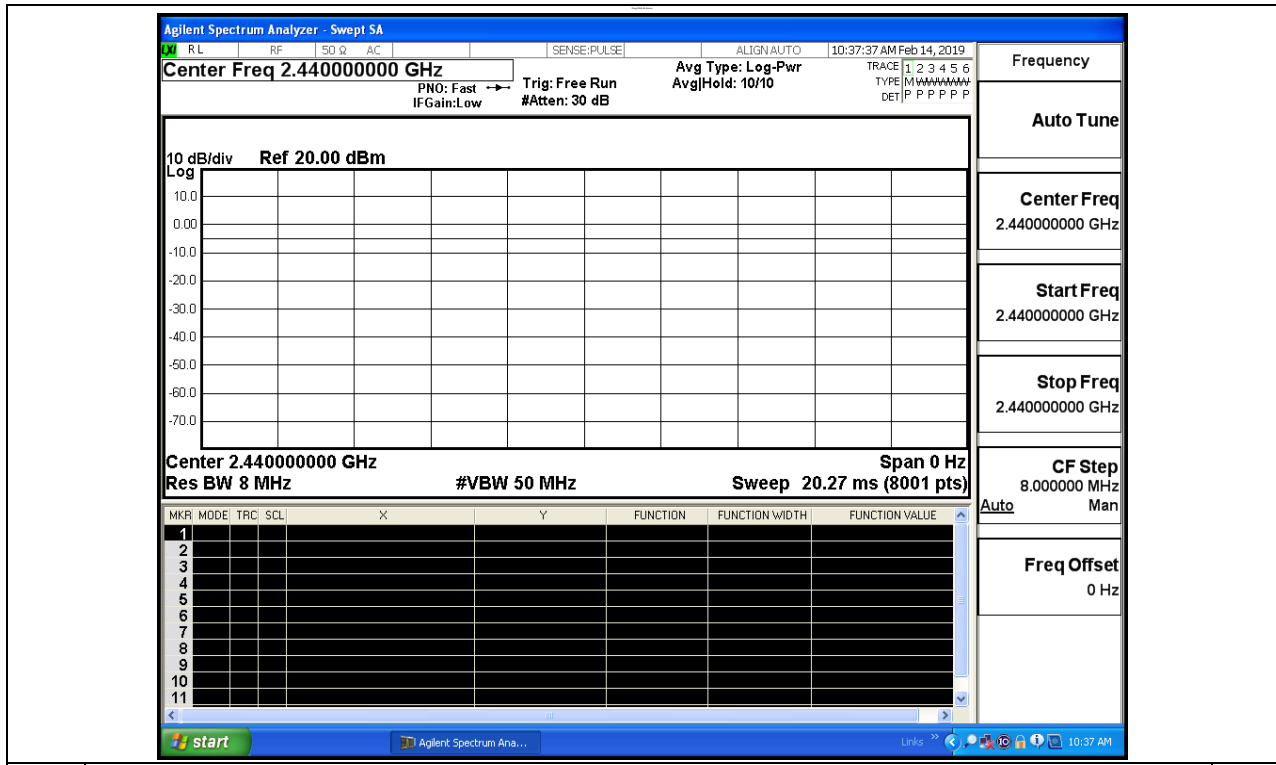 Agilent Spectrum Analyzer - Swept SA
LXI RL RF 50 Ω AC SENSE:PULSE ALIGN AUTO 10:37:37 AM Feb 14, 2019
Center Freq 2.440000000 GHz
PNO: Fast
IFGain:Low
Trig: Free Run
#Atten: 30 dB
Avg Type: Log-Pwr
Avg|Hold: 10/10
TRACE 1 2 3 4 5 6
TYPE M WWWWW
DET P P P P P P
10 dB/div Ref 20.00 dBm
Log
10.0
0.00
-10.0
-20.0
-30.0
-40.0
-50.0
-60.0
-70.0
Center 2.440000000 GHz Span 0 Hz
Res BW 8 MHz #VBW 50 MHz Sweep 20.27 ms (8001 pts)
MKR MODE TRC SCL X Y FUNCTION FUNCTION WIDTH FUNCTION VALUE
1
2
3
4
5
6
7
8
9
10
11
Frequency
Auto Tune
Center Freq
2.440000000 GHz
Start Freq
2.440000000 GHz
Stop Freq
2.440000000 GHz
CF Step
8.000000 MHz
Auto Man
Freq Offset
0 Hz
start Agilent Spectrum Ana... Links » 10:37 AM